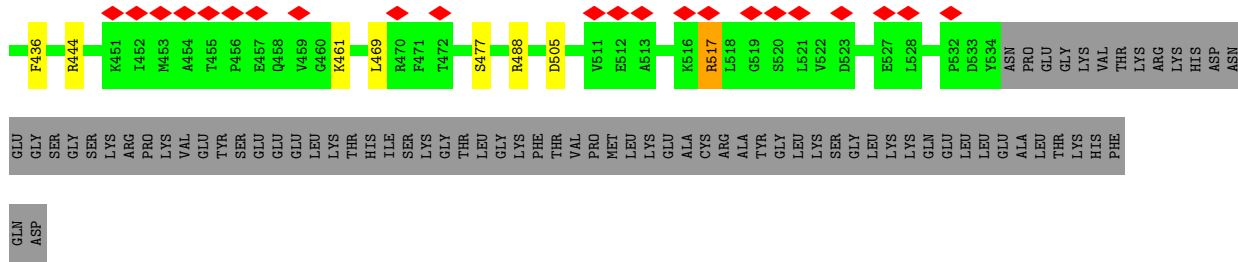 F436 R444 K451 I452 M453 A454 T455 P456 E457 Q458 V459 G460 K461 L469 R470 F471 T472 S477 R488 D505 V511 E512 A513 K516 R517 L518 G519 S520 L521 V522 D523 E527 L528 P532 D533 Y534 ASN PRO GLU GLY LYS VAL THR LYS ARG LYS HIS ASP ASN
GLU GLY SER GLY SER LYS ARG PRO LYS VAL GLU TYR SER GLU GLU GLU LEU LYS THR HIS ILE SER LYS GLY THR LEU GLY LYS PHE THR VAL PRO MET LEU LYS GLU ALA CYS ARG ALA TYR GLY LEU LYS SER GLY LEU LYS LYS GLN GLU LEU LEU GLU ALA LEU THR LYS HIS PHE
GLN ASP